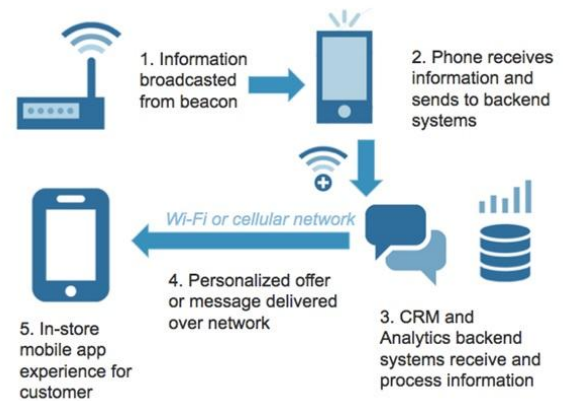 1. Information
broadcasted
from beacon
2. Phone receives
information and
sends to backend
systems
3. CRM and
Analytics backend
systems receive and
process information
Wi-Fi or cellular network
4. Personalized offer
or message delivered
over network
5. In-store
mobile app
experience for
customer